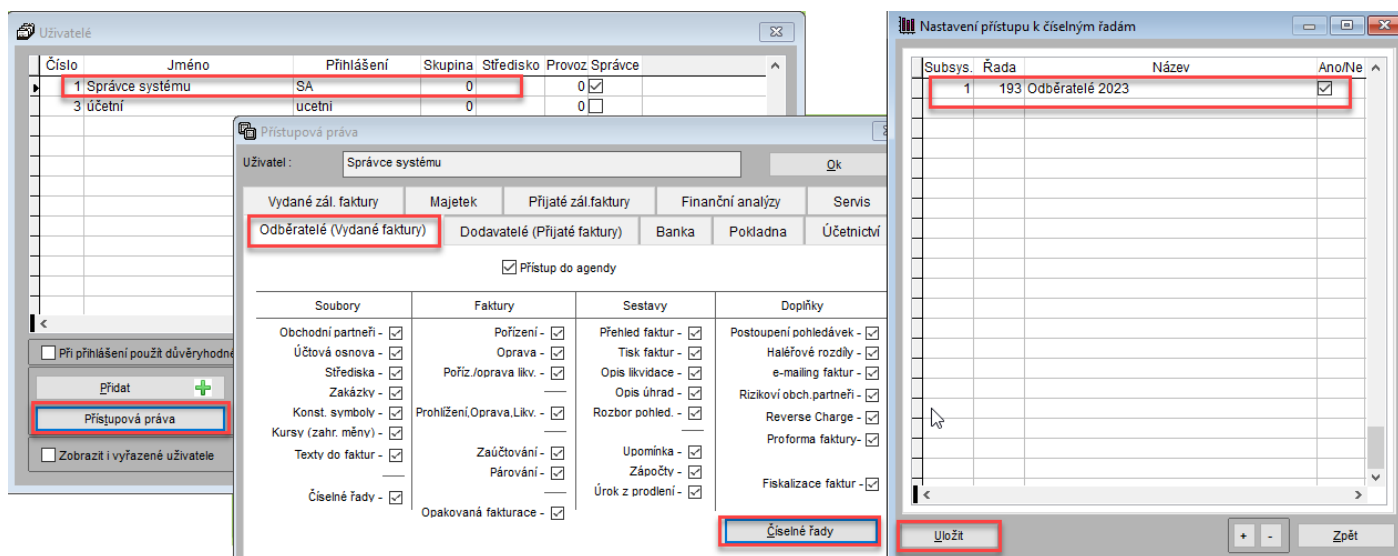 Uživatelé
Číslo Jméno Přihlášení Skupina Středisko Provoz Správce
1 Správce systému SA 0 0
3 účetní ucetni 0 0
Při přihlášení použít důvěryhodné
Přidat
Přístupová práva
Zobrazit i vyřazené uživatele
Přístupová práva
Uživatel : Správce systému Ok
Vydané zál. faktury Majetek Přijaté zál.faktury Finanční analýzy Servis
Odběratelé (Vydané faktury) Dodavatelé (Přijaté faktury) Banka Pokladna Účetnictví
Přístup do agendy
Soubory Faktury Sestavy Doplňky
Obchodní partneři - Pořízení - Přehled faktur - Postoupení pohledávek -
Účtová osnova - Oprava - Tisk faktur - Haléřové rozdíly -
Střediska - Poříz./oprava likv. - Opis likvidace - e-mailing faktur -
Zakázky - Opis úhrad - Rizikoví obch.partneři -
Konst. symboly - Prohlížení,Oprava,Likv. - Rozbor pohled. - Reverse Charge -
Kursy (zahr. měny) - Proforma faktury-
Texty do faktur - Zaúčtování - Upomínka -
Párování - Zápočty - Fiskalizace faktur -
Číselné řady - Úrok z prodlení -
Opakovaná fakturace -
Číselné řady
Nastavení přístupu k číselným řadám
Subsys. Řada Název Ano/Ne
1 193 Odběratelé 2023
Uložit + - Zpět